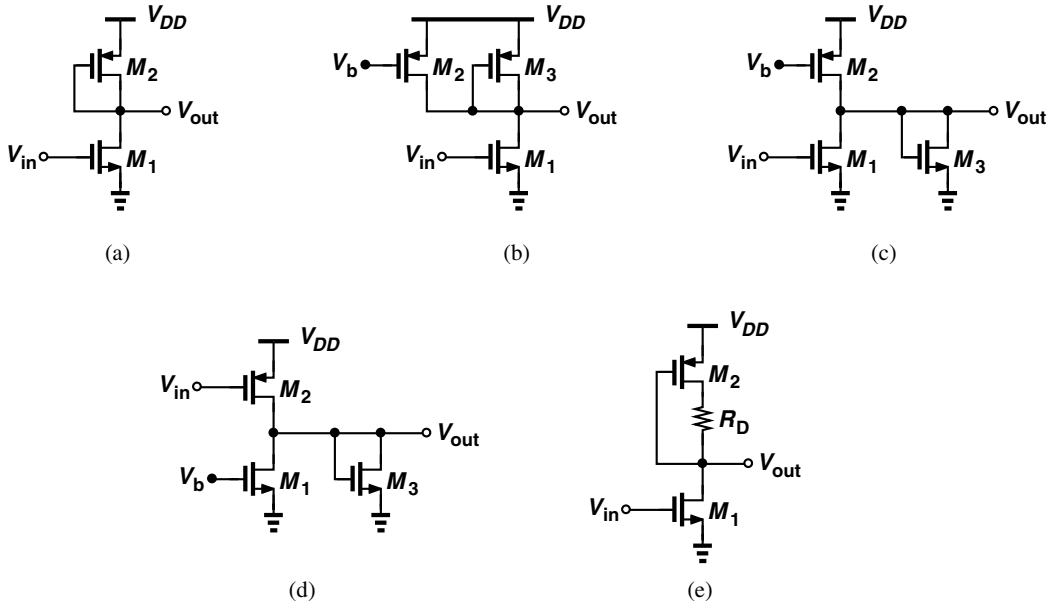 V_DD
M_2
V_out
V_in
M_1
(a)
V_DD
V_b
M_2
M_3
V_out
V_in
M_1
(b)
V_DD
V_b
M_2
V_out
V_in
M_1
M_3
(c)
V_DD
V_in
M_2
V_out
V_b
M_1
M_3
(d)
V_DD
M_2
R_D
V_out
V_in
M_1
(e)